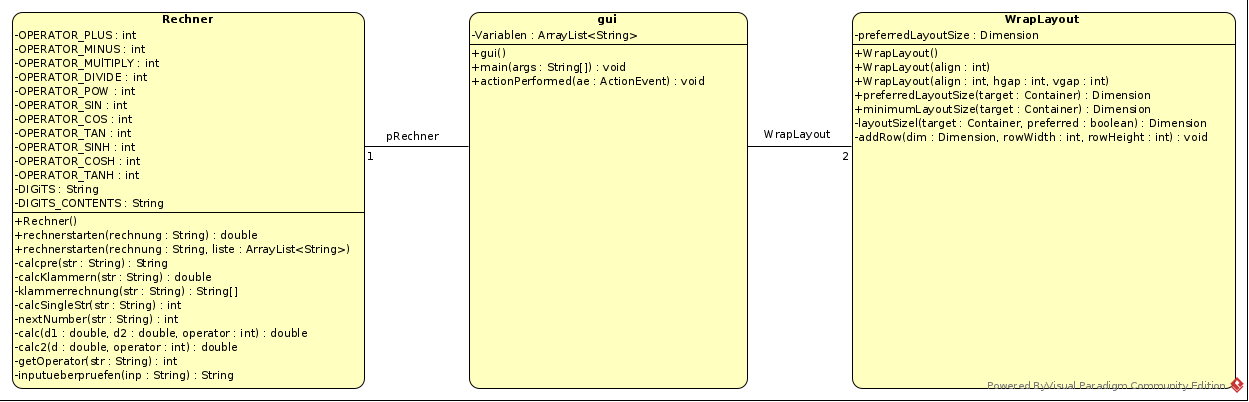 Rechner
-OPERATOR_PLUS : int
-OPERATOR_MINUS : int
-OPERATOR_MUlTIPLY : int
-OPERATOR_DIVIDE : int
-OPERATOR_POW : int
-OPERATOR_SIN : int
-OPERATOR_COS : int
-OPERATOR_TAN : int
-OPERATOR_SINH : int
-OPERATOR_COSH : int
-OPERATOR_TANH : int
-DIGiTS : String
-DIGITS_CONTENTS : String
+Rechner()
+rechnerstarten(rechnung : String) : double
+rechnerstarten(rechnung : String, liste : ArrayList<String>)
-calcpre(str : String) : String
-calcKlammern(str : String) : double
-klammerrechnung(str : String) : String[]
-calcSingleStr(str : String) : int
-nextNumber(str : String) : int
-calc(d1 : double, d2 : double, operator : int) : double
-calc2(d : double, operator : int) : double
-getOperator(str : String) : int
-inputueberpruefen(inp : String) : String
pRechner
1
gui
-Variablen : ArrayList<String>
+gui()
+main(args : String[]) : void
+actionPerformed(ae : ActionEvent) : void
WrapLayout
2
WrapLayout
-preferredLayoutSize : Dimension
+WrapLayout()
+WrapLayout(align : int)
+WrapLayout(align : int, hgap : int, vgap : int)
+preferredLayoutSize(target : Container) : Dimension
+minimumLayoutSize(target : Container) : Dimension
-layoutSizel(target : Container, preferred : boolean) : Dimension
-addRow(dim : Dimension, rowWidth : int, rowHeight : int) : void
Powered ByVisual Paradigm Community Edition